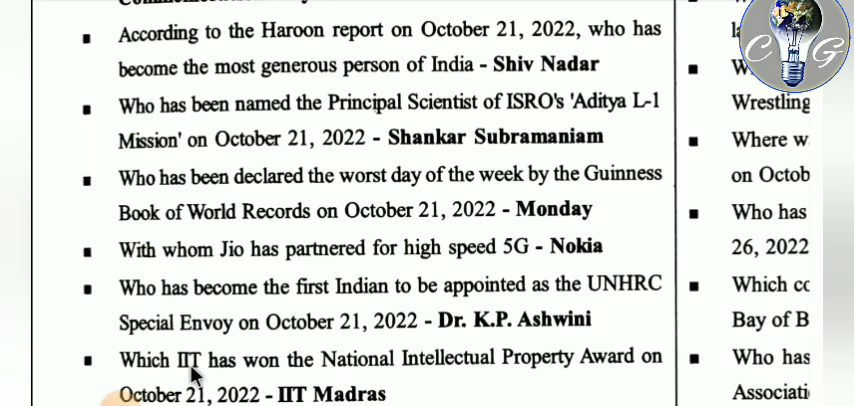 According to the Haroon report on October 21, 2022, who has
become the most generous person of India - Shiv Nadar
Who has been named the Principal Scientist of ISRO's 'Aditya L-1
Mission' on October 21, 2022 - Shankar Subramaniam
Who has been declared the worst day of the week by the Guinness
Book of World Records on October 21, 2022 - Monday
With whom Jio has partnered for high speed 5G - Nokia
Who has become the first Indian to be appointed as the UNHRC
Special Envoy on October 21, 2022 - Dr. K.P. Ashwini
Which IIT has won the National Intellectual Property Award on
October 21, 2022 - IIT Madras
C G
Wrestling
Where w
on Octob
Who has
26, 2022
Which cc
Bay of B
Who has
Associati